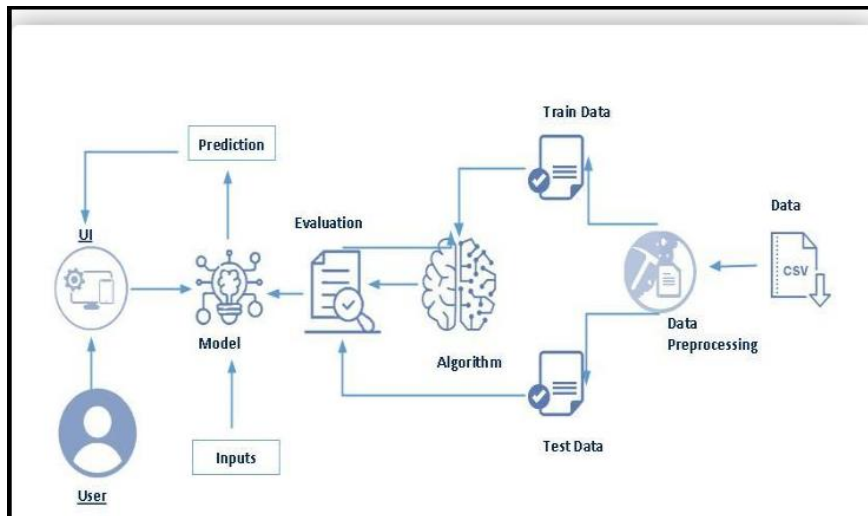 Train Data
Prediction
Data
UI
Evaluation
CSV
Model
Algorithm
Data
Preprocessing
Inputs
Test Data
User